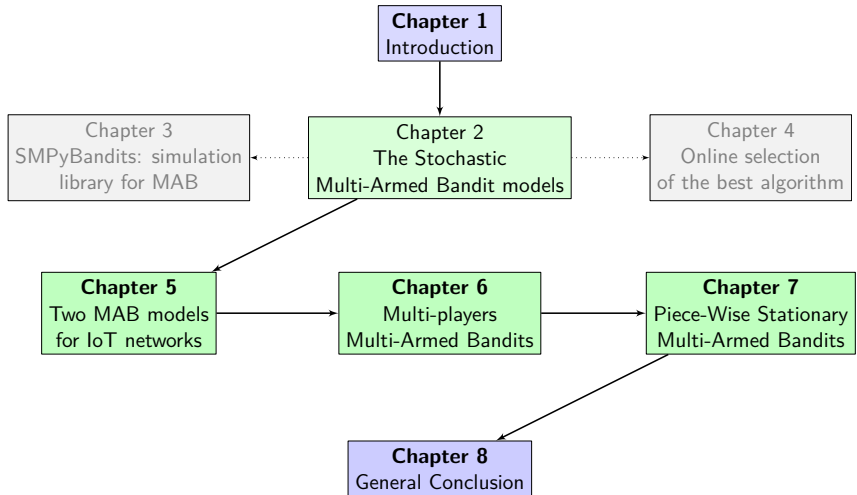 Chapter 1
Introduction
Chapter 3
SMPyBandits: simulation
library for MAB
Chapter 2
The Stochastic
Multi-Armed Bandit models
Chapter 4
Online selection
of the best algorithm
Chapter 5
Two MAB models
for IoT networks
Chapter 6
Multi-players
Multi-Armed Bandits
Chapter 7
Piece-Wise Stationary
Multi-Armed Bandits
Chapter 8
General Conclusion